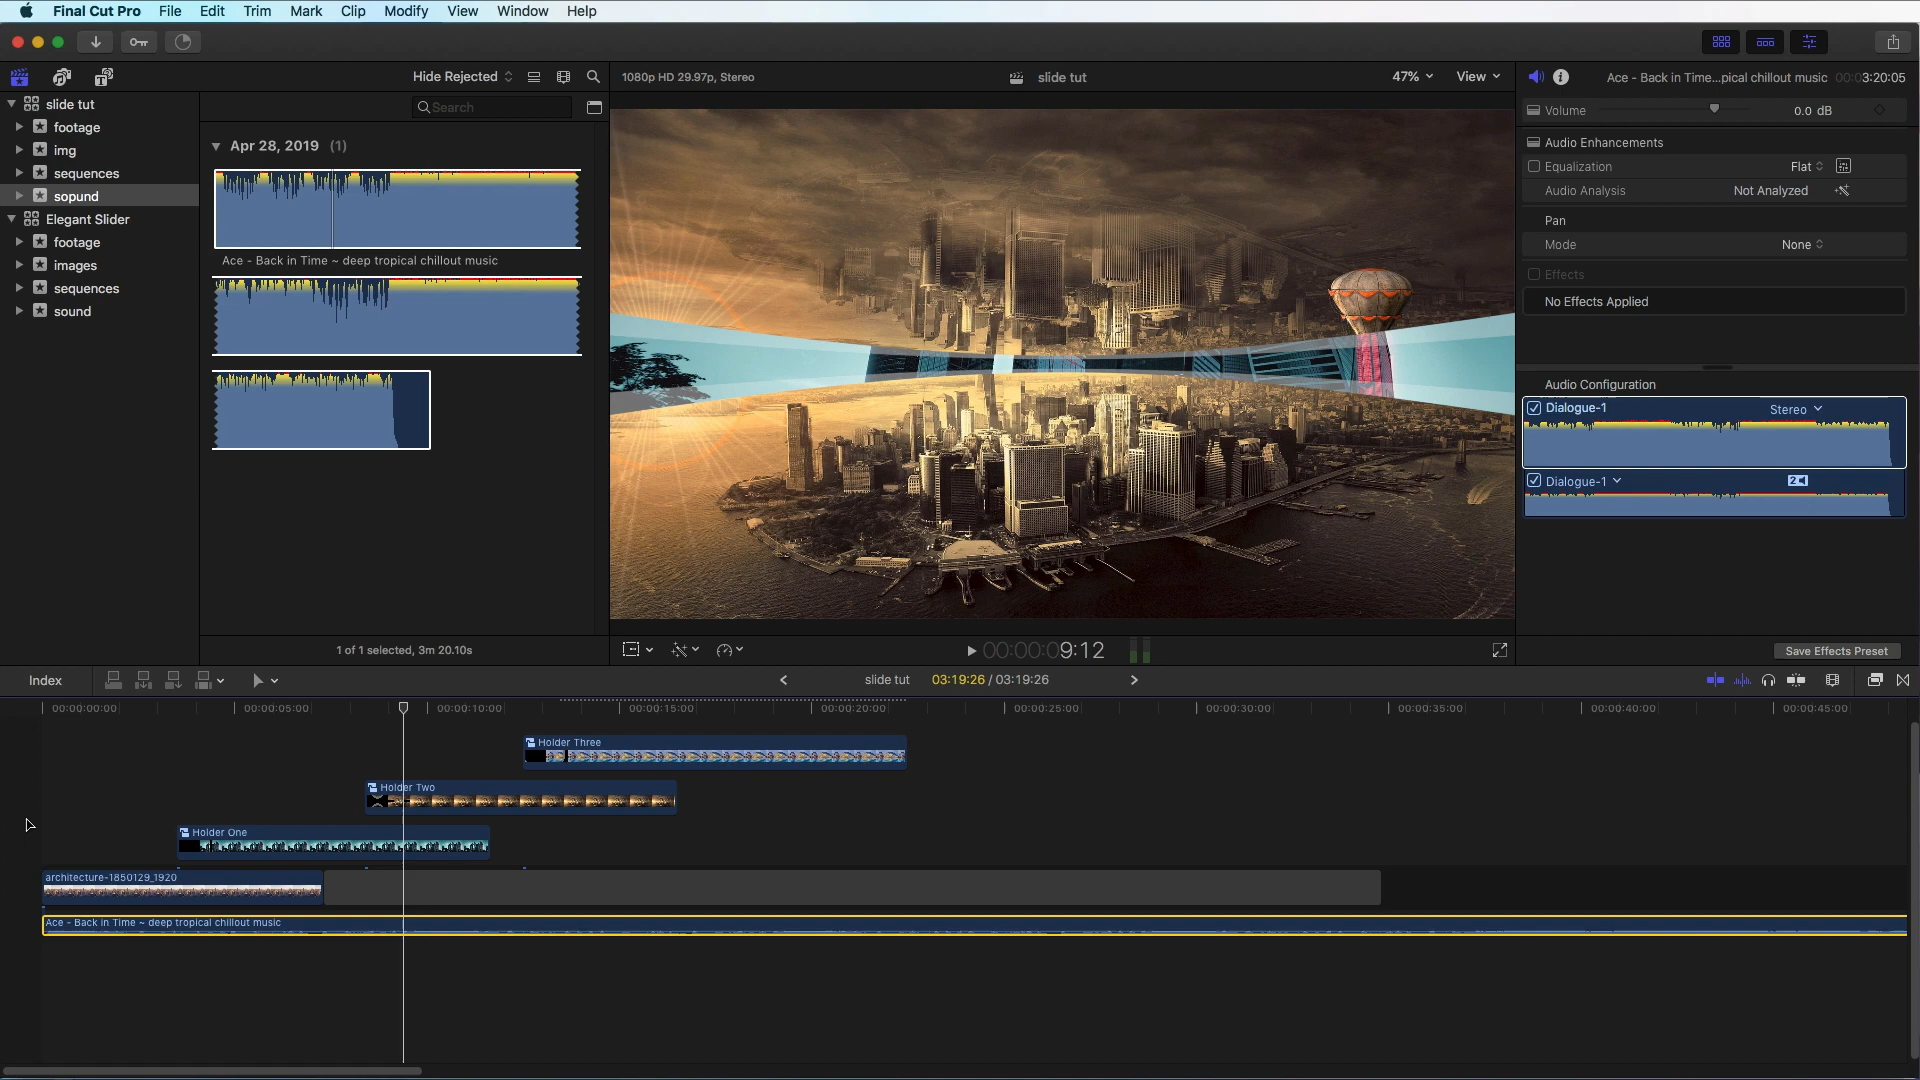 Final Cut Pro File Edit Trim Mark Clip Modify View Window Help
Hide Rejected
1080p HD 29.97p, Stereo
slide tut
47%
View
Ace - Back in Time...pical chillout music
00:03:20:05
slide tut
footage
img
sequences
sopund
Elegant Slider
footage
images
sequences
sound
Search
Apr 28, 2019 (1)
Ace - Back in Time ~ deep tropical chillout music
1 of 1 selected, 3m 20.10s
Volume 0.0 dB
Audio Enhancements
Equalization Flat
Audio Analysis Not Analyzed
Pan
Mode None
Effects
No Effects Applied
Audio Configuration
Dialogue-1 Stereo
Dialogue-1 2
Save Effects Preset
00:00:00:09:12
Index
slide tut 03:19:26 / 03:19:26
00:00:00:00 00:00:05:00 00:00:10:00 00:00:15:00 00:00:20:00 00:00:25:00 00:00:30:00 00:00:35:00 00:00:40:00 00:00:45:00
Holder Three
Holder Two
Holder One
architecture-1850129_1920
Ace - Back in Time ~ deep tropical chillout music